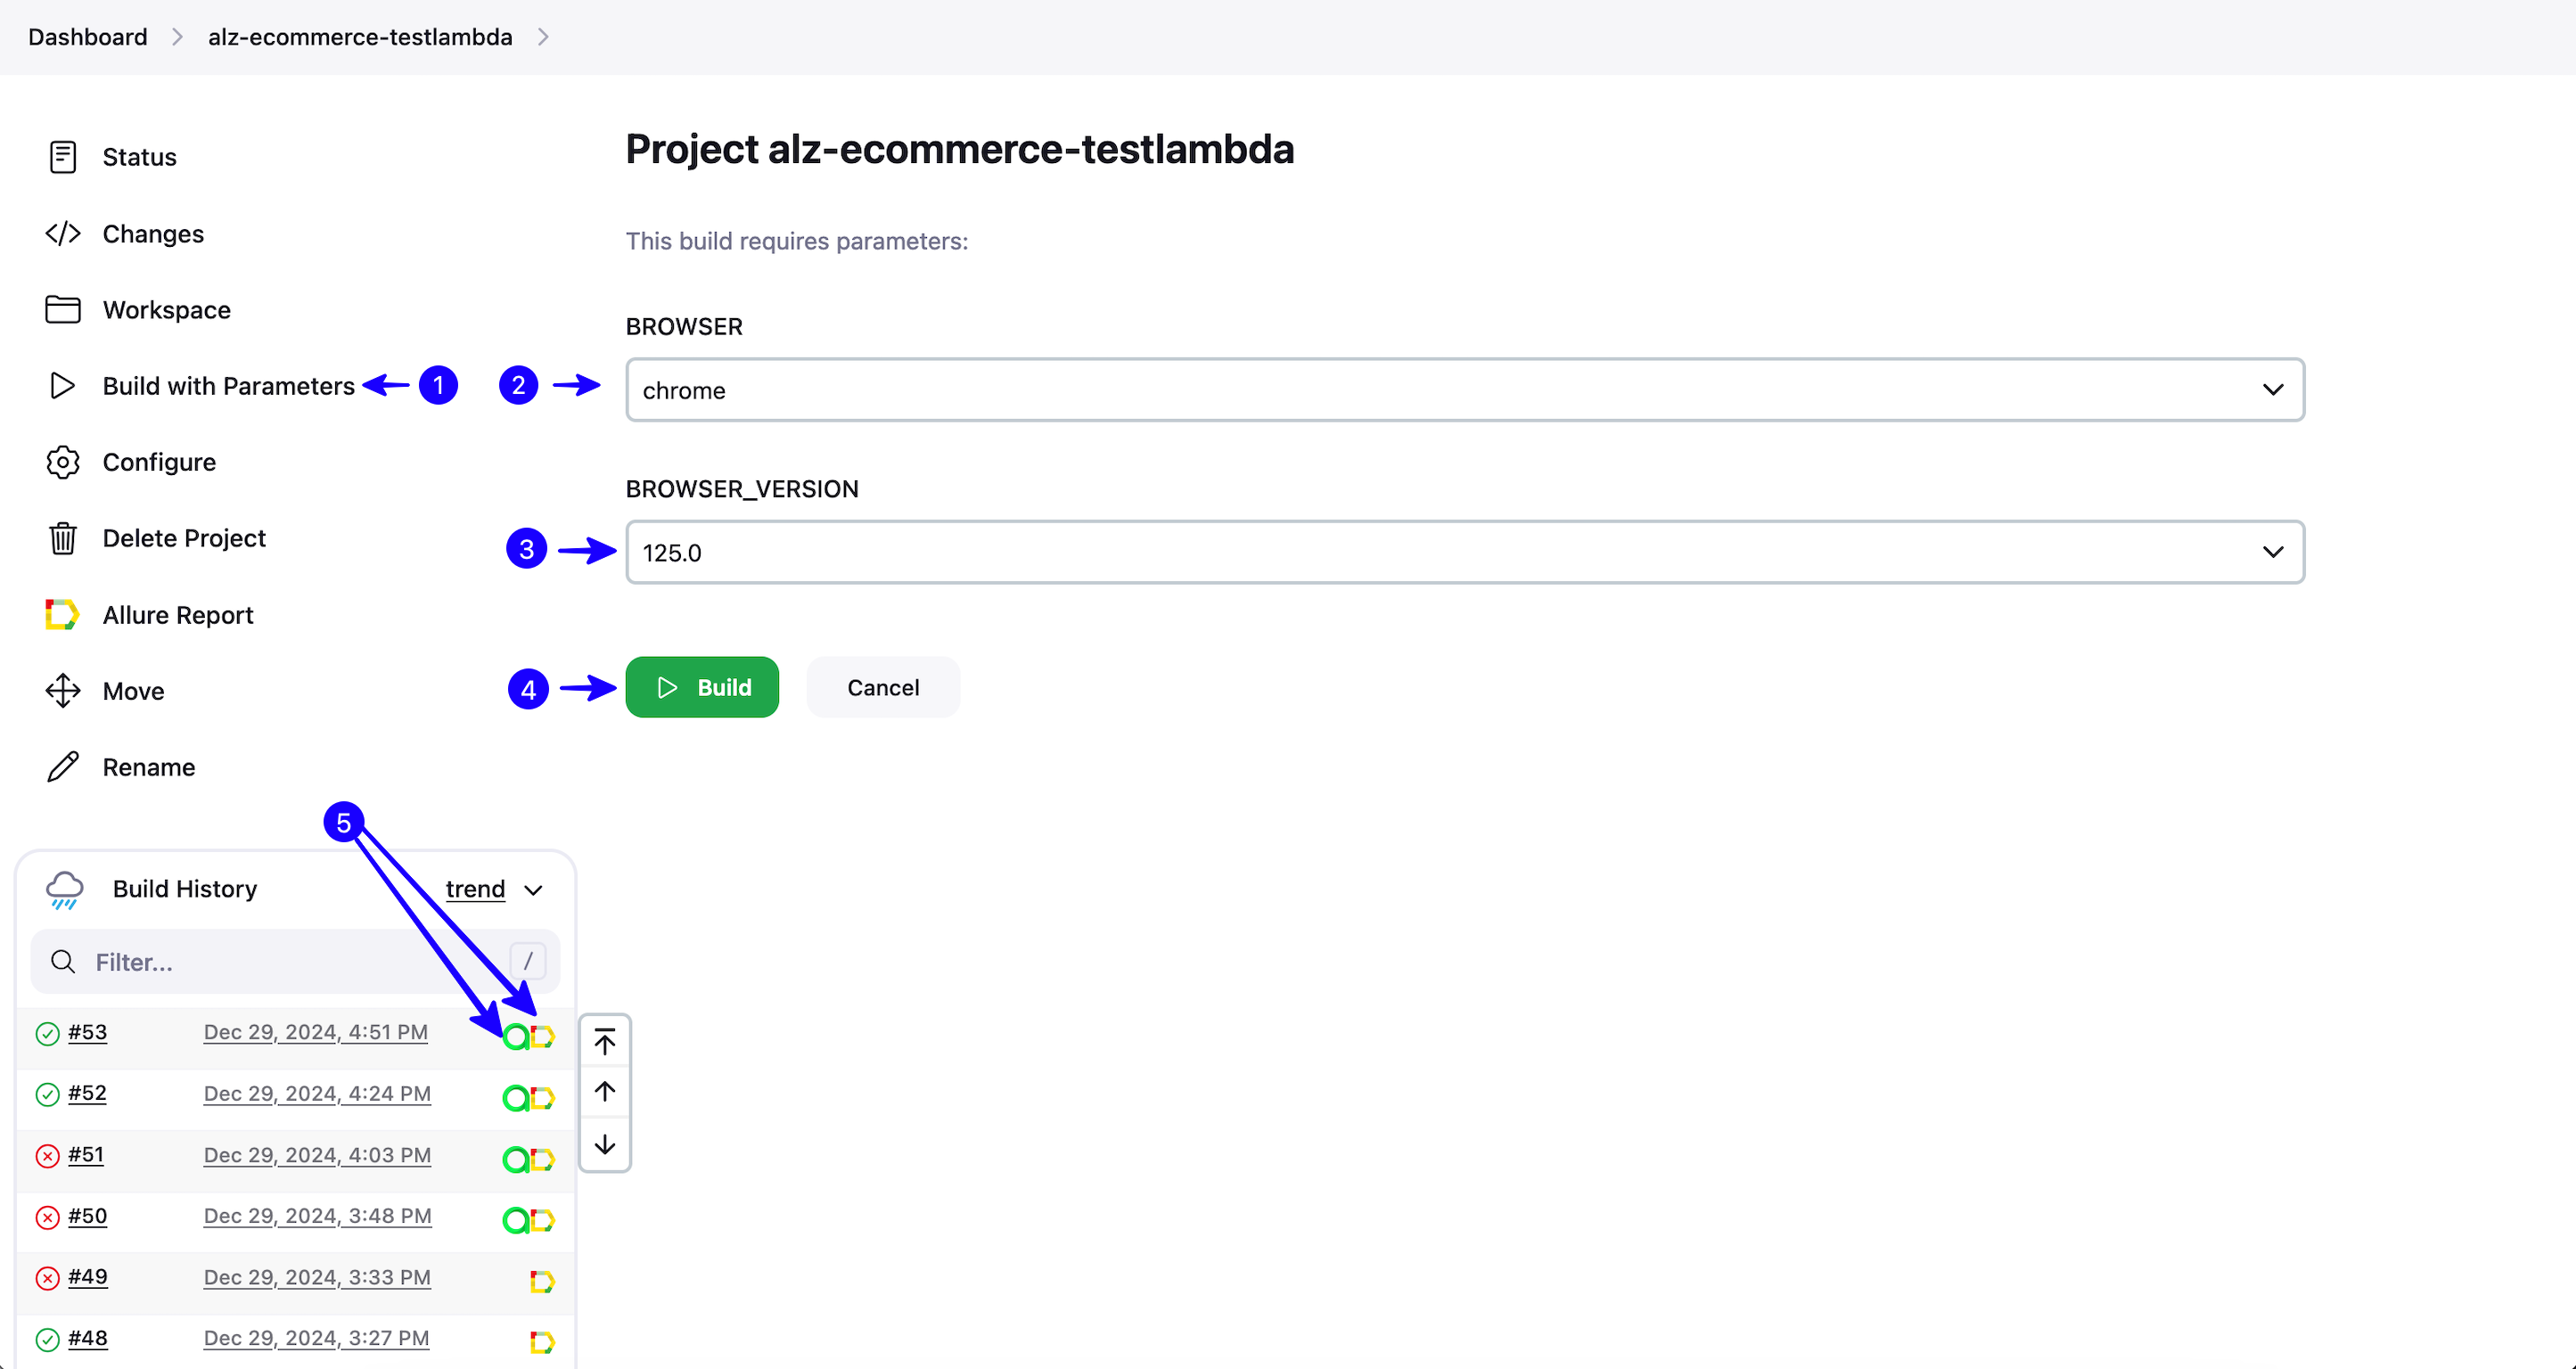 Dashboard alz-ecommerce-testlambda
Status
Changes
Workspace
Build with Parameters 1
Configure
Delete Project
Allure Report
Move
Rename
Project alz-ecommerce-testlambda
This build requires parameters:
BROWSER
2 chrome
BROWSER_VERSION
3 125.0
4 Build Cancel
5
Build History trend
Filter... /
#53 Dec 29, 2024, 4:51 PM
#52 Dec 29, 2024, 4:24 PM
#51 Dec 29, 2024, 4:03 PM
#50 Dec 29, 2024, 3:48 PM
#49 Dec 29, 2024, 3:33 PM
#48 Dec 29, 2024, 3:27 PM